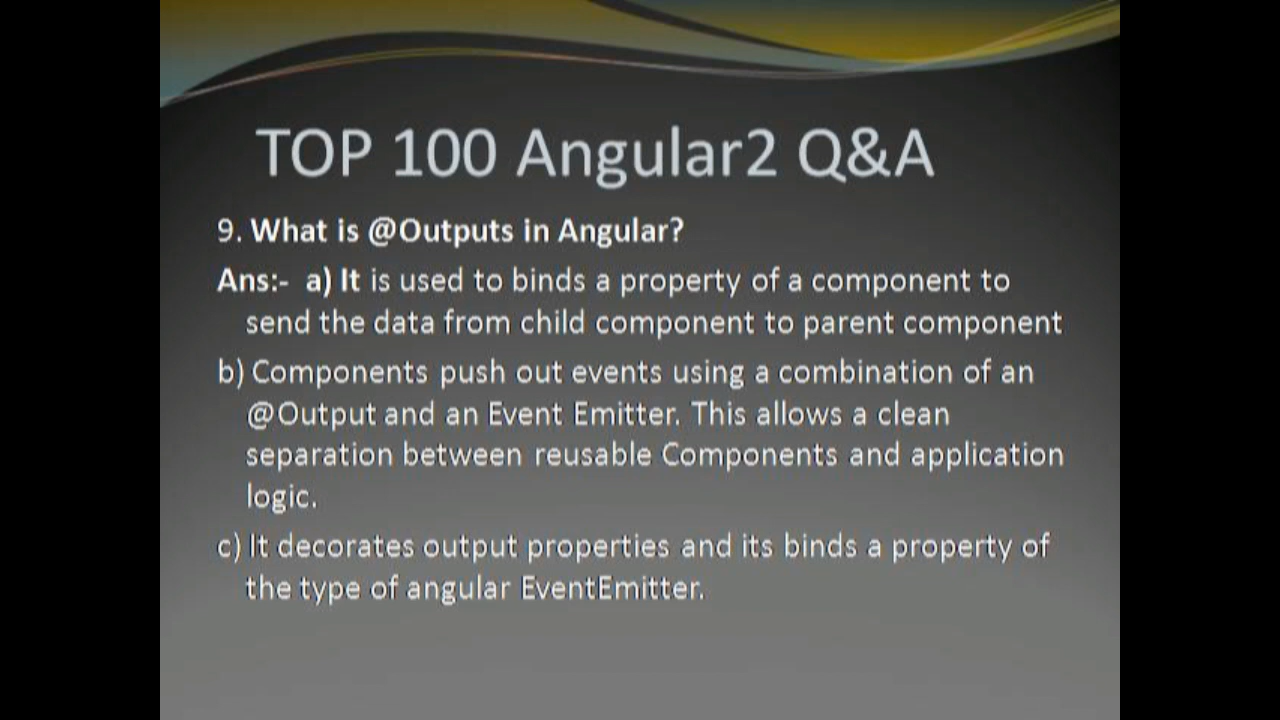 TOP 100 Angular2 Q&A
9. What is @Outputs in Angular?
Ans:- a) It is used to binds a property of a component to
send the data from child component to parent component
b) Components push out events using a combination of an
@Output and an Event Emitter. This allows a clean
separation between reusable Components and application
logic.
c) It decorates output properties and its binds a property of
the type of angular EventEmitter.